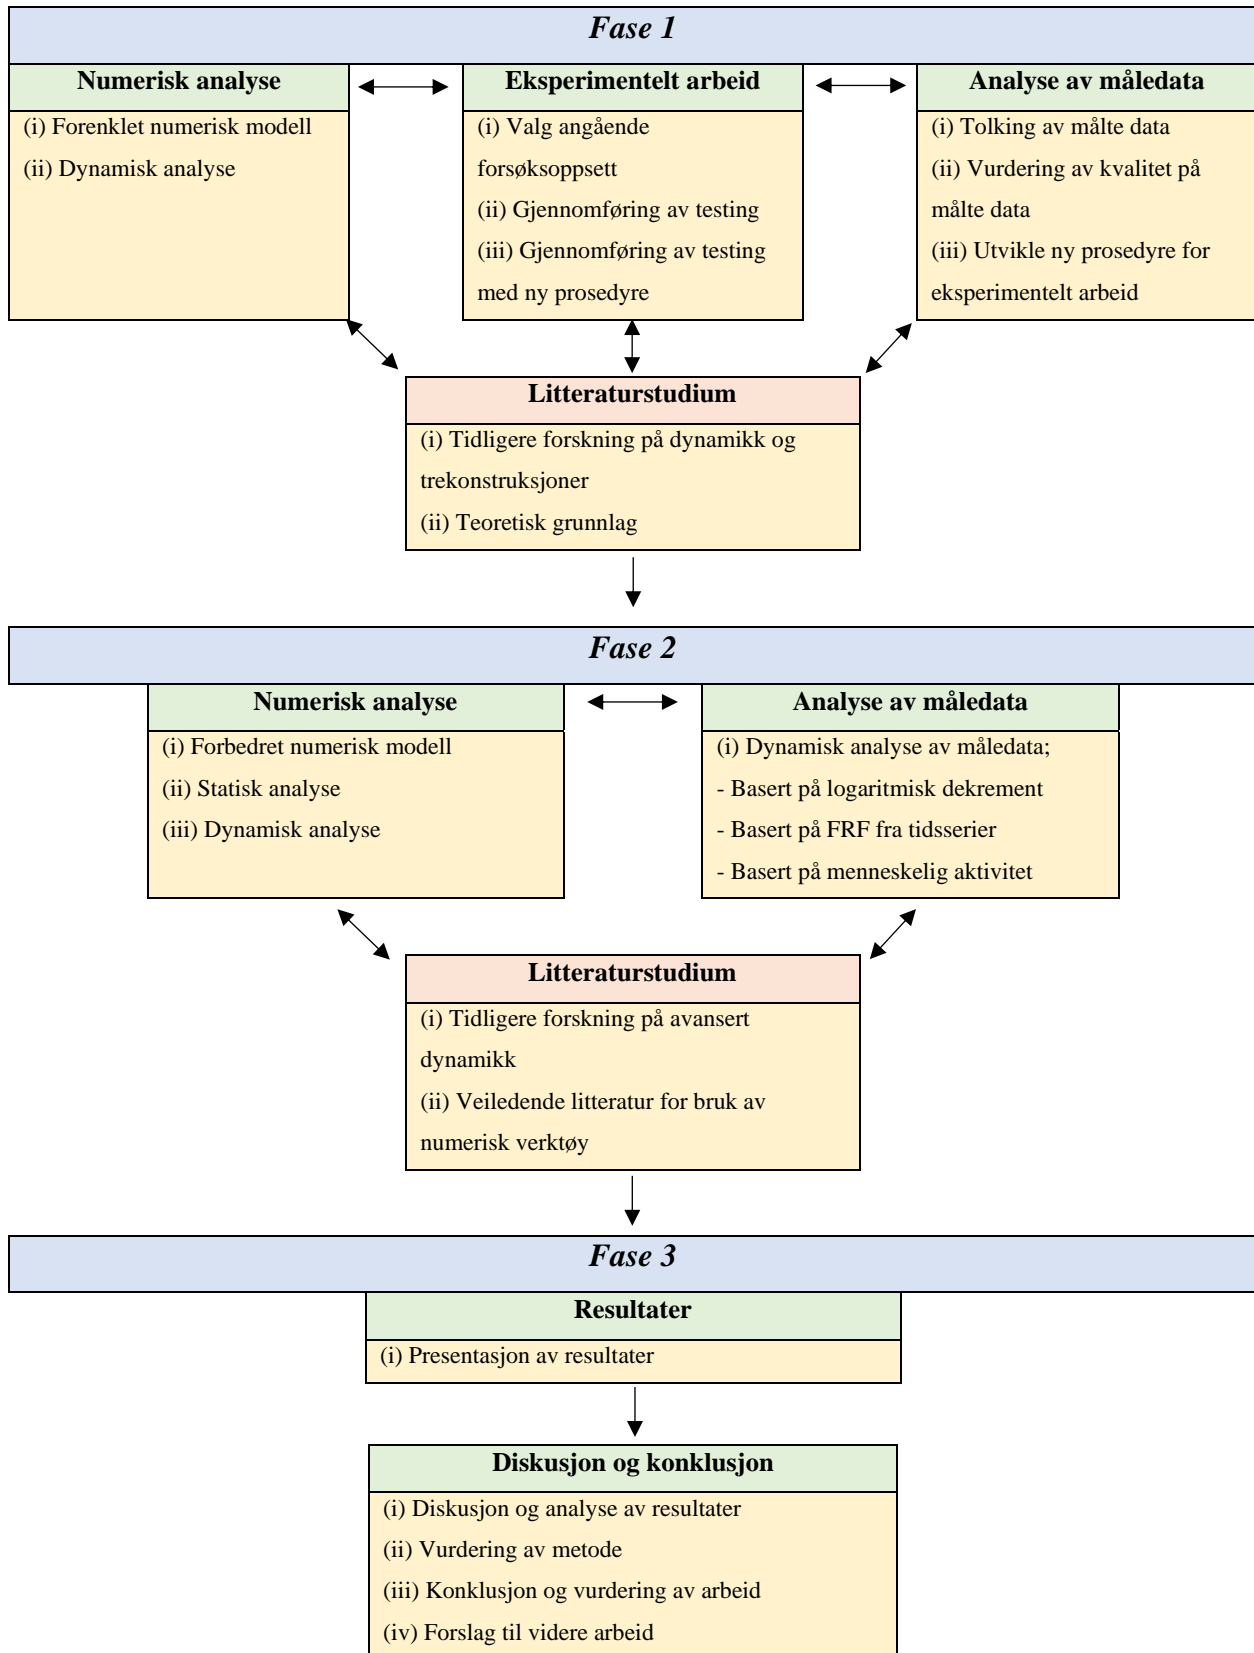 Fase 1
Numerisk analyse
(i) Forenklet numerisk modell
(ii) Dynamisk analyse
Eksperimentelt arbeid
(i) Valg angående
forsøksoppsett
(ii) Gjennomføring av testing
(iii) Gjennomføring av testing
med ny prosedyre
Analyse av måledata
(i) Tolking av målte data
(ii) Vurdering av kvalitet på
målte data
(iii) Utvikle ny prosedyre for
eksperimentelt arbeid
Litteraturstudium
(i) Tidligere forskning på dynamikk og
trekonstruksjoner
(ii) Teoretisk grunnlag
Fase 2
Numerisk analyse
(i) Forbedret numerisk modell
(ii) Statisk analyse
(iii) Dynamisk analyse
Analyse av måledata
(i) Dynamisk analyse av måledata;
- Basert på logaritmisk dekrement
- Basert på FRF fra tidsserier
- Basert på menneskelig aktivitet
Litteraturstudium
(i) Tidligere forskning på avansert
dynamikk
(ii) Veiledende litteratur for bruk av
numerisk verktøy
Fase 3
Resultater
(i) Presentasjon av resultater
Diskusjon og konklusjon
(i) Diskusjon og analyse av resultater
(ii) Vurdering av metode
(iii) Konklusjon og vurdering av arbeid
(iv) Forslag til videre arbeid